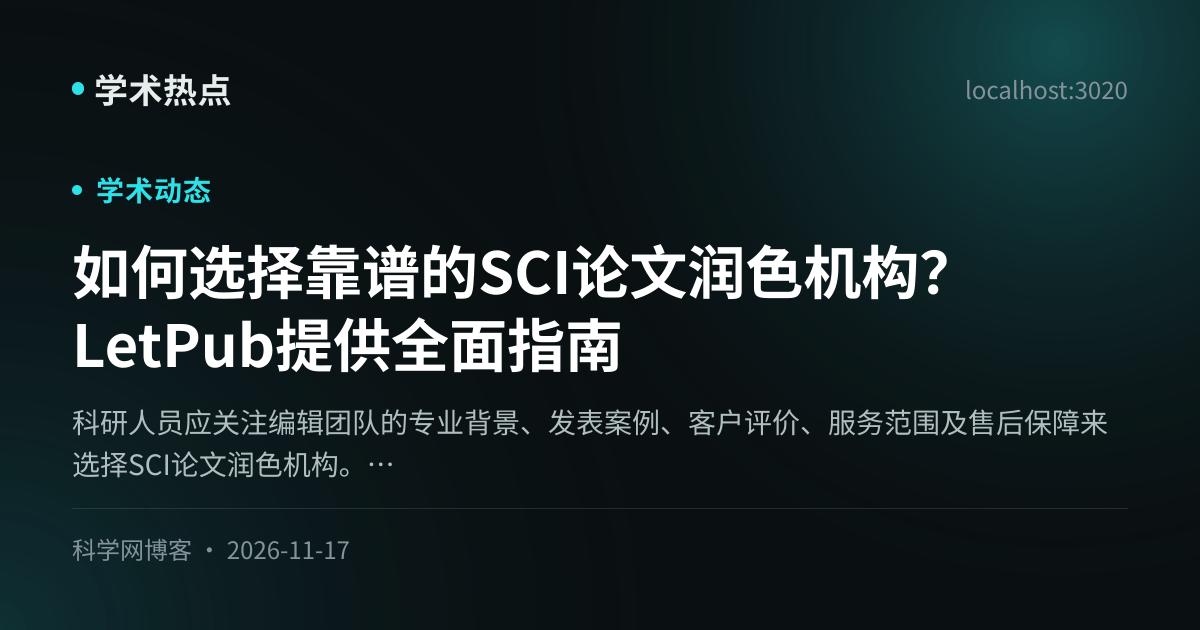 学术热点
localhost:3020
学术动态
如何选择靠谱的SCI论文润色机构？
LetPub提供全面指南
科研人员应关注编辑团队的专业背景、发表案例、客户评价、服务范围及售后保障来
选择SCI论文润色机构。…
科学网博客 · 2026-11-17